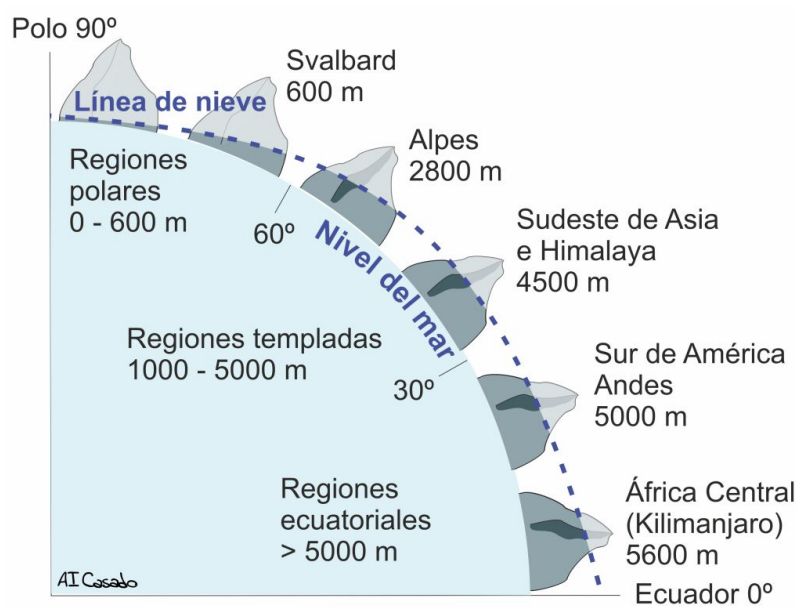 Polo 90º
Línea de nieve
Svalbard
600 m
Alpes
2800 m
Regiones
polares
0 - 600 m
60º
Nivel del mar
Sudeste de Asia
e Himalaya
4500 m
Regiones templadas
1000 - 5000 m
30º
Sur de América
Andes
5000 m
Regiones
ecuatoriales
> 5000 m
África Central
(Kilimanjaro)
5600 m
AI Casado
Ecuador 0º